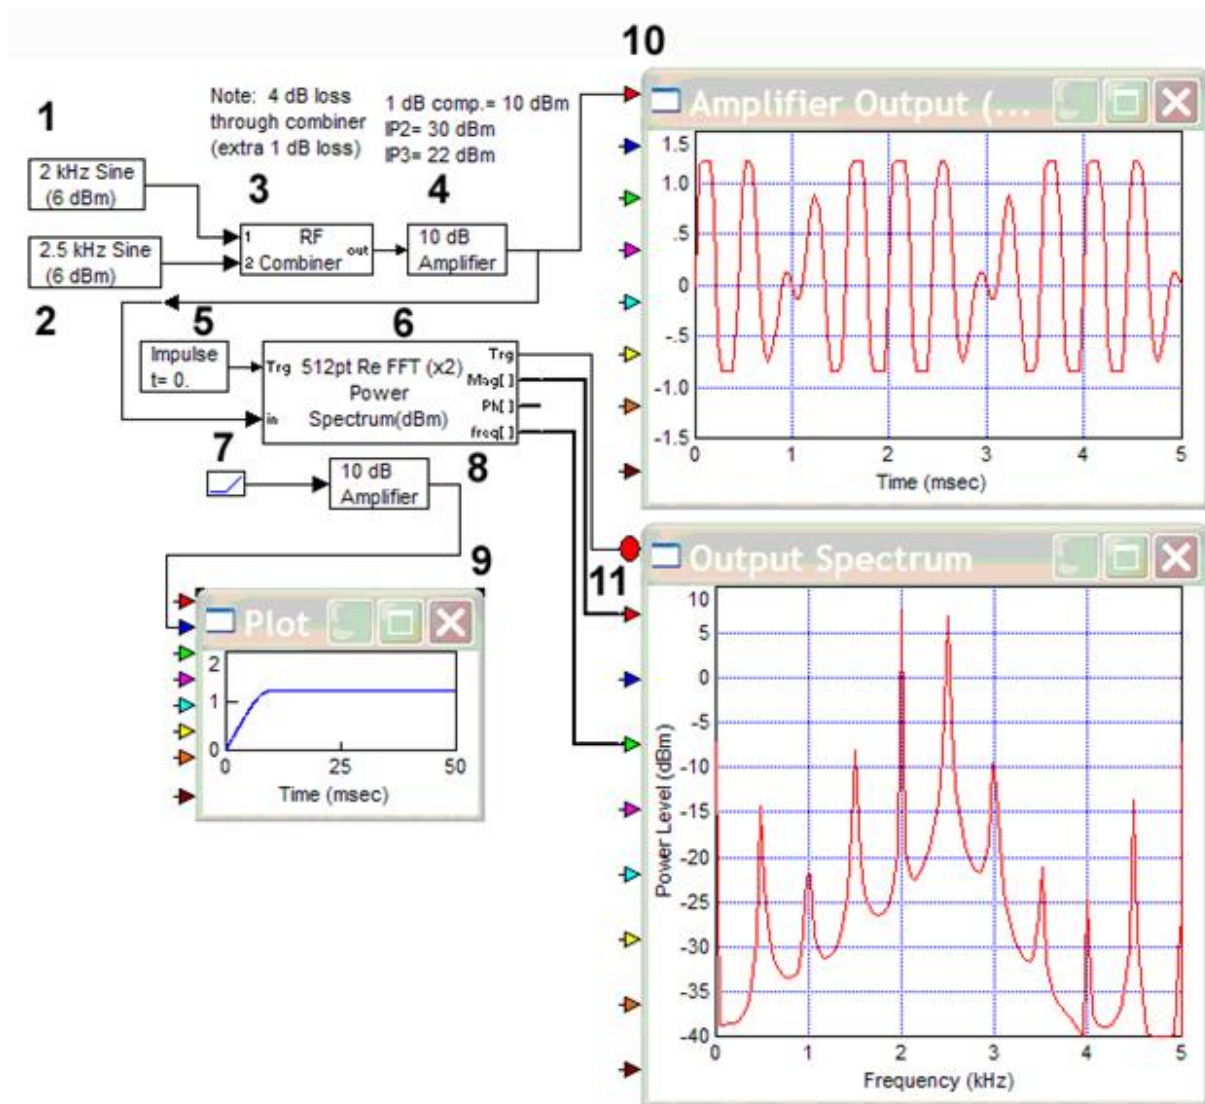 10
Amplifier Output (...
1
Note: 4 dB loss
through combiner
(extra 1 dB loss)
1 dB comp.= 10 dBm
IP2= 30 dBm
IP3= 22 dBm
2 kHz Sine
(6 dBm)
3
4
1
2
RF
Combiner
out
10 dB
Amplifier
2.5 kHz Sine
(6 dBm)
2
5
6
Impulse
t= 0.
Trg
in
512pt Re FFT (x2)
Power
Spectrum(dBm)
Trg
Mag[ ]
Ph[ ]
freq[ ]
7
10 dB
Amplifier
8
9
Plot
2
1
0
0
25
50
Time (msec)
1.5
1.0
.5
0
-.5
-1.0
-1.5
0
1
2
3
4
5
Time (msec)
11
Output Spectrum
10
5
0
-5
-10
-15
-20
-25
-30
-35
-40
Power Level (dBm)
0
1
2
3
4
5
Frequency (kHz)